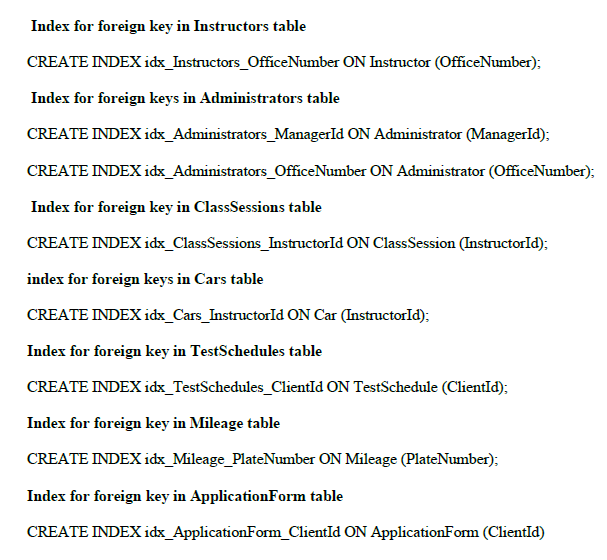 Index for foreign key in Instructors table
CREATE INDEX idx_Instructors_OfficeNumber ON Instructor (OfficeNumber);
Index for foreign keys in Administrators table
CREATE INDEX idx_Administrators_ManagerId ON Administrator (ManagerId);
CREATE INDEX idx_Administrators_OfficeNumber ON Administrator (OfficeNumber);
Index for foreign key in ClassSessions table
CREATE INDEX idx_ClassSessions_InstructorId ON ClassSession (InstructorId);
index for foreign keys in Cars table
CREATE INDEX idx_Cars_InstructorId ON Car (InstructorId);
Index for foreign key in TestSchedules table
CREATE INDEX idx_TestSchedules_ClientId ON TestSchedule (ClientId);
Index for foreign key in Mileage table
CREATE INDEX idx_Mileage_PlateNumber ON Mileage (PlateNumber);
Index for foreign key in ApplicationForm table
CREATE INDEX idx_ApplicationForm_ClientId ON ApplicationForm (ClientId)